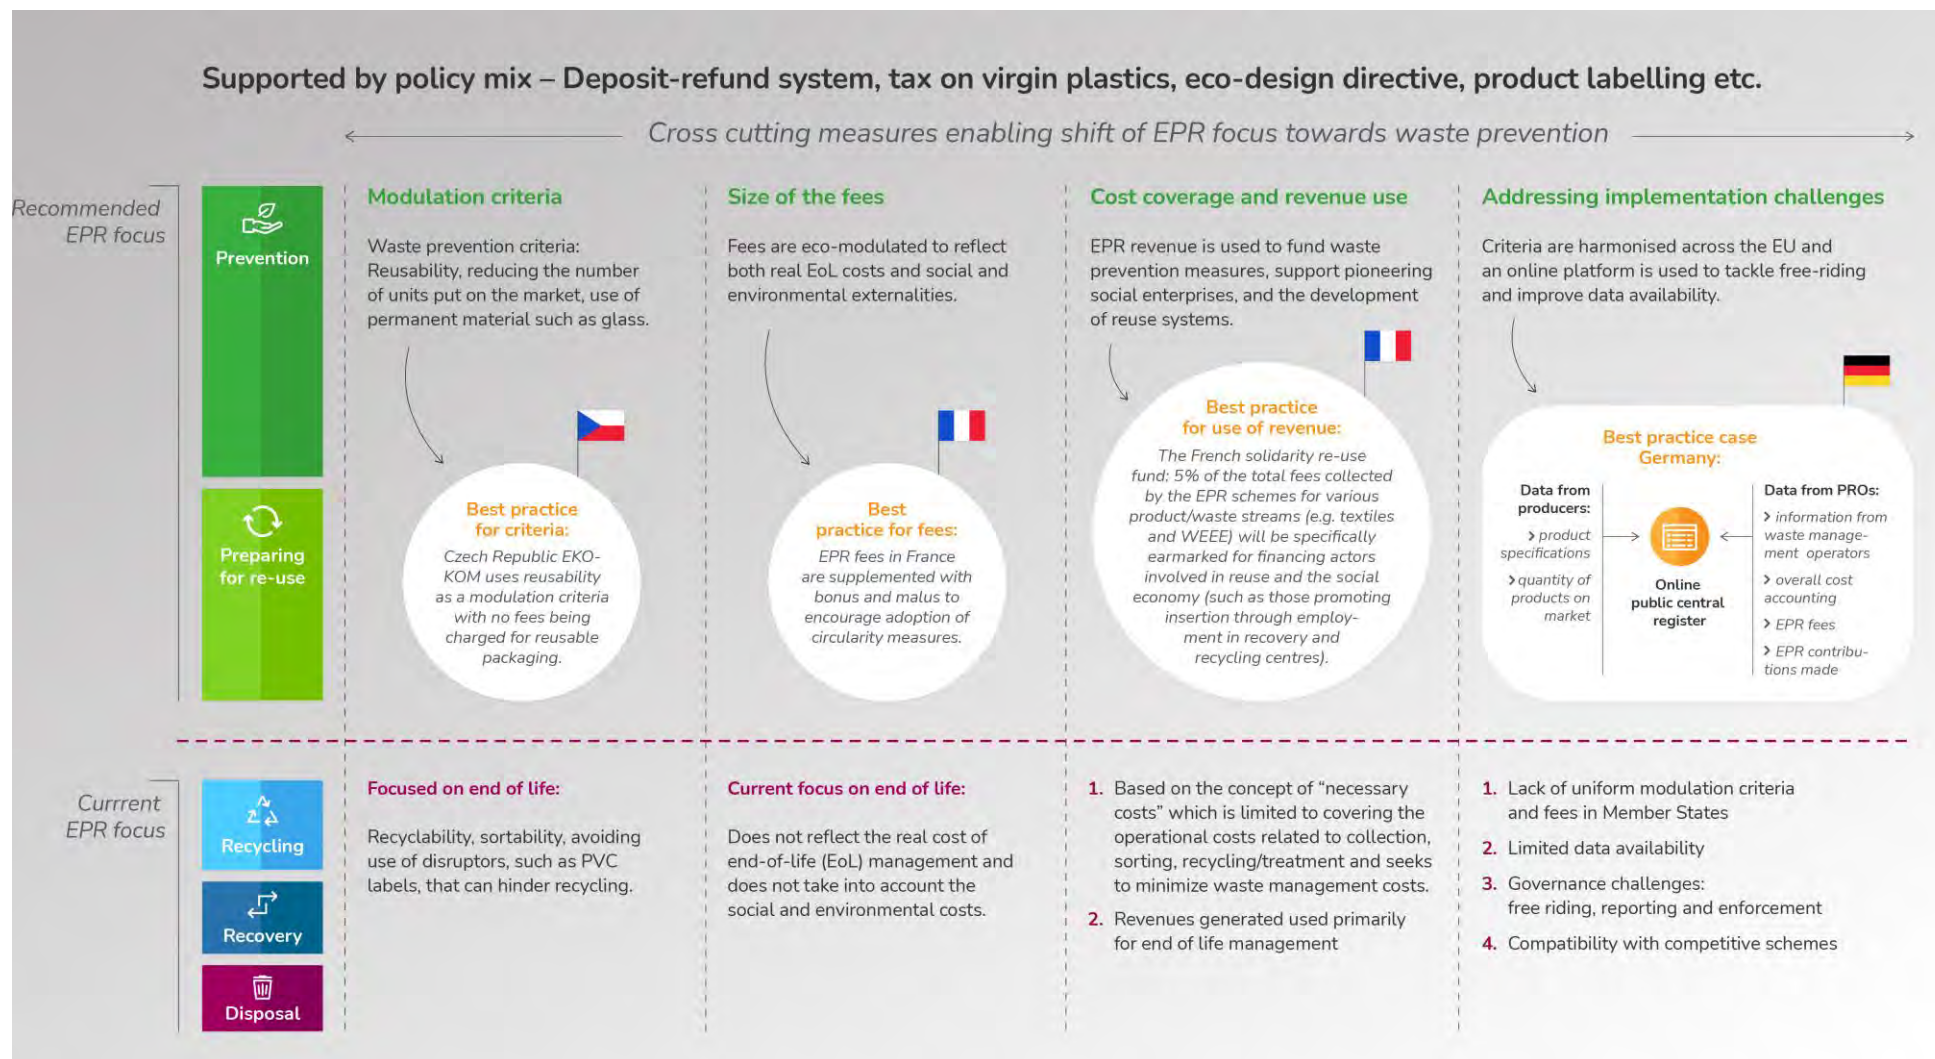 Supported by policy mix – Deposit-refund system, tax on virgin plastics, eco-design directive, product labelling etc.
Cross cutting measures enabling shift of EPR focus towards waste prevention
Recommended
EPR focus
Prevention
Preparing
for re-use
Modulation criteria
Waste prevention criteria:
Reusability, reducing the number
of units put on the market, use of
permanent material such as glass.
Best practice
for criteria:
Czech Republic EKO-
KOM uses reusability
as a modulation criteria
with no fees being
charged for reusable
packaging.
Size of the fees
Fees are eco-modulated to reflect
both real EoL costs and social and
environmental externalities.
Best
practice for fees:
EPR fees in France
are supplemented with
bonus and malus to
encourage adoption of
circularity measures.
Cost coverage and revenue use
EPR revenue is used to fund waste
prevention measures, support pioneering
social enterprises, and the development
of reuse systems.
Best practice
for use of revenue:
The French solidarity re-use
fund; 5% of the total fees collected
by the EPR schemes for various
product/waste streams (e.g. textiles
and WEEE) will be specifically
earmarked for financing actors
involved in reuse and the social
economy (such as those promoting
insertion through employ-
ment in recovery and
recycling centres).
Addressing implementation challenges
Criteria are harmonised across the EU and
an online platform is used to tackle free-riding
and improve data availability.
Best practice case
Germany:
Data from
producers:
> product
specifications
> quantity of
products on
market
Online
public central
register
Data from PROs:
> information from
waste manage-
ment operators
> overall cost
accounting
> EPR fees
> EPR contribu-
tions made
Currrent
EPR focus
Recycling
Recovery
Disposal
Focused on end of life:
Recyclability, sortability, avoiding
use of disruptors, such as PVC
labels, that can hinder recycling.
Current focus on end of life:
Does not reflect the real cost of
end-of-life (EoL) management and
does not take into account the
social and environmental costs.
1. Based on the concept of “necessary
costs” which is limited to covering the
operational costs related to collection,
sorting, recycling/treatment and seeks
to minimize waste management costs.
2. Revenues generated used primarily
for end of life management
1. Lack of uniform modulation criteria
and fees in Member States
2. Limited data availability
3. Governance challenges:
free riding, reporting and enforcement
4. Compatibility with competitive schemes